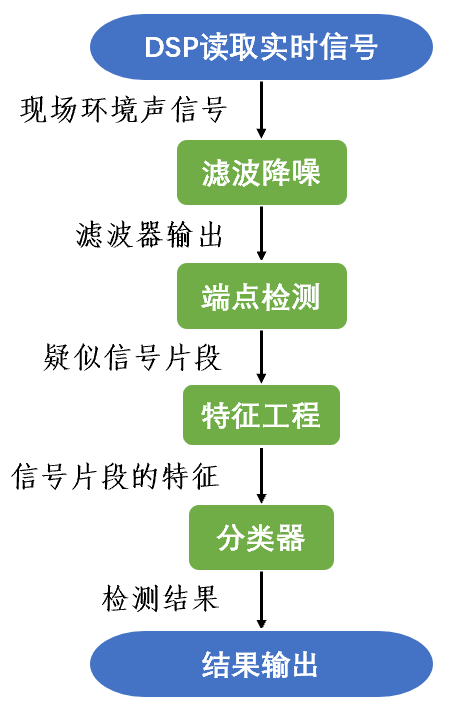 DSP读取实时信号
现场环境声信号
滤波降噪
滤波器输出
端点检测
疑似信号片段
特征工程
信号片段的特征
分类器
检测结果
结果输出